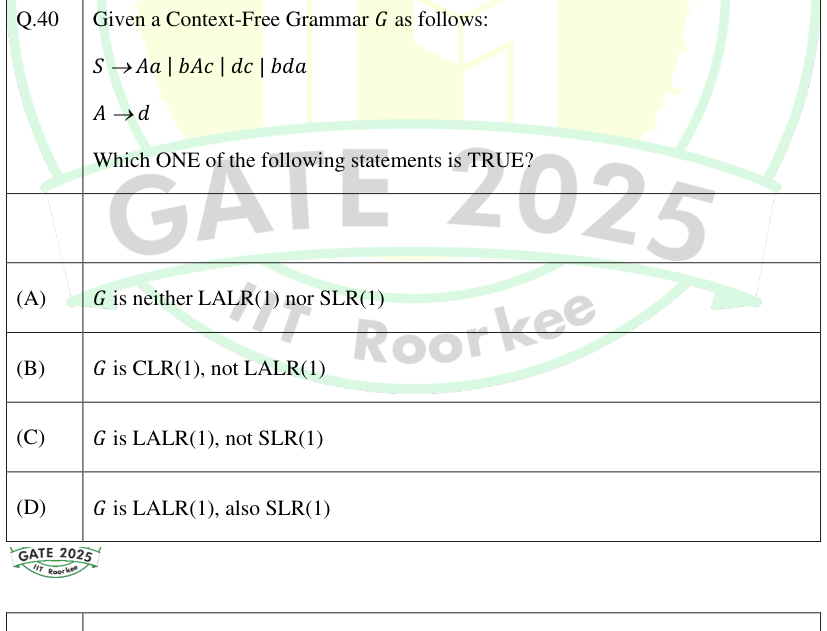 Q.40 Given a Context-Free Grammar G as follows:
S → Aa | bAc | dc | bda
A → d
Which ONE of the following statements is TRUE?
GATE 2025
IIT Roorkee
(A) G is neither LALR(1) nor SLR(1)
(B) G is CLR(1), not LALR(1)
(C) G is LALR(1), not SLR(1)
(D) G is LALR(1), also SLR(1)
GATE 2025
IIT Roorkee